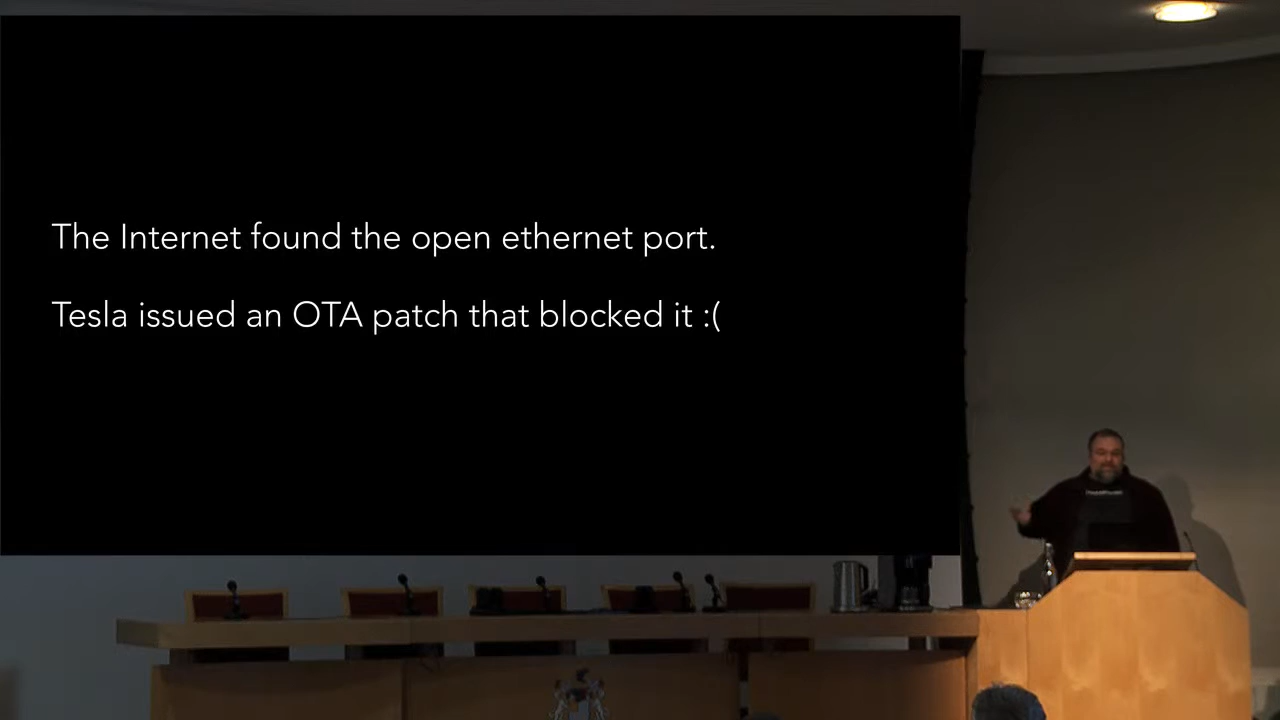 The Internet found the open ethernet port.
Tesla issued an OTA patch that blocked it :(